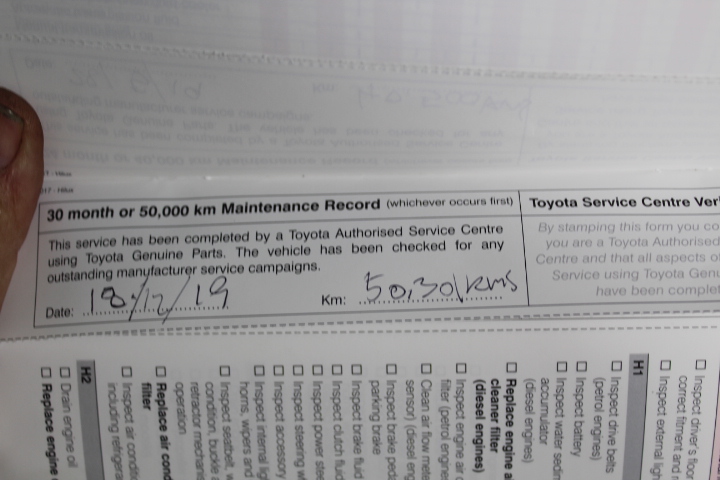 30 month or 50,000 km Maintenance Record (whichever occurs first)
This service has been completed by a Toyota Authorised Service Centre
using Toyota Genuine Parts. The vehicle has been checked for any
outstanding manufacturer service campaigns.
Date: 18/12/19 Km: 50,301kms
Toyota Service Centre Ver
By stamping this form you co
you are a Toyota Authorised
Centre and that all aspects of
Service using Toyota Genu
have been complet
Inspect driver's floor
correct fitment and
Inspect external ligh
H1
Inspect drive belts
(petrol engines)
Inspect battery
Inspect water sedim
accumulator
(diesel engines)
Replace engine a
cleaner filter
(diesel engines)
Inspect engine air c
filter (petrol engine
Clean air flow mete
sensor) (diesel eng
Inspect brake peda
parking brake
Inspect brake fluid
Inspect clutch fluid
Inspect power stee
Inspect steering w
Inspect accessory
Inspect internal lig
horns, wipers and
Inspect seatbelt, w
condition, buckle a
retractor mechanis
operation
Replace air cond
filter
Inspect air conditio
including refrigera
H2
Drain engine oil
Replace engine